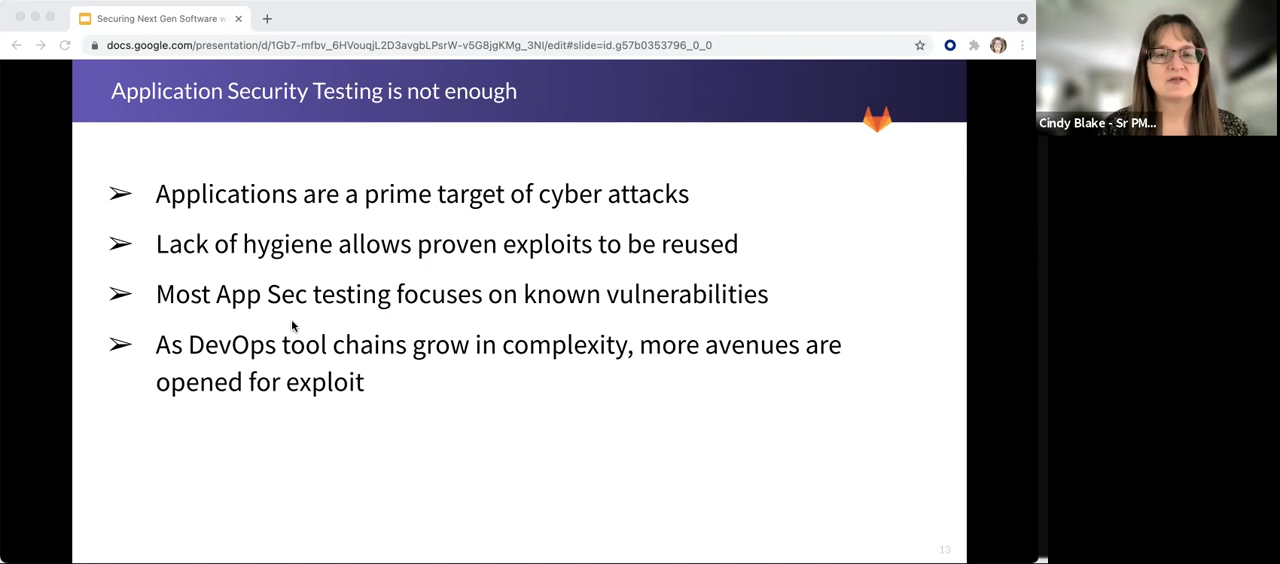 Securing Next Gen Software w
docs.google.com/presentation/d/1Gb7-mfbv_6HVouqjL2D3avgbLPsrW-v5G8jgKMg_3NI/edit#slide=id.g57b0353796_0_0
Application Security Testing is not enough
Cindy Blake - Sr PM...
➢ Applications are a prime target of cyber attacks
➢ Lack of hygiene allows proven exploits to be reused
➢ Most App Sec testing focuses on known vulnerabilities
➢ As DevOps tool chains grow in complexity, more avenues are
opened for exploit
13